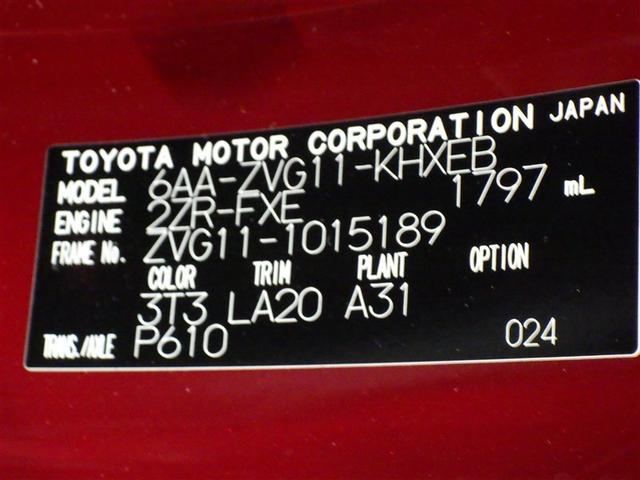 TOYOTA MOTOR CORPORATION JAPAN
MODEL 6AA-ZVG11-KHXEB
ENGINE 2ZR-FXE 1797 mL
FRAME No. ZVG11-1015189
COLOR TRIM PLANT OPTION
3T3 LA20 A31
TRANS./AXLE P610 024